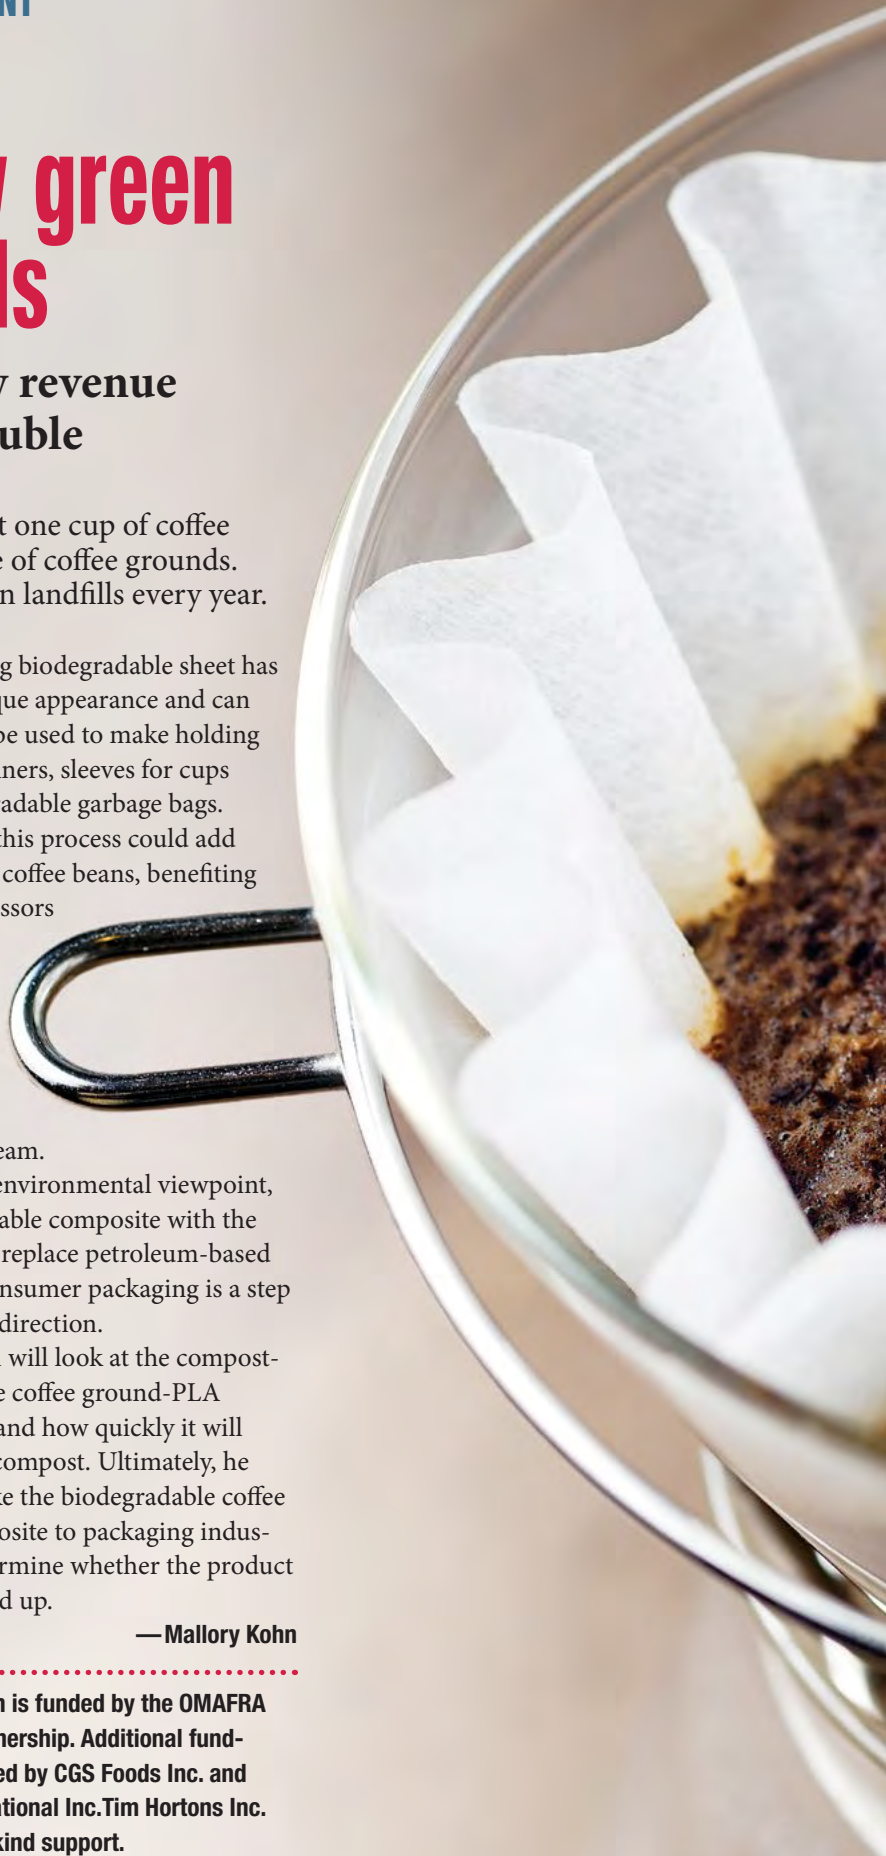 NT
y green
ds
y revenue
uble
t one cup of coffee
e of coffee grounds.
n landfills every year.
g biodegradable sheet has
que appearance and can
be used to make holding
ners, sleeves for cups
adable garbage bags.
this process could add
coffee beans, benefiting
ssors
eam.
environmental viewpoint,
able composite with the
replace petroleum-based
nsumer packaging is a step
direction.
will look at the compost-
e coffee ground-PLA
and how quickly it will
compost. Ultimately, he
ke the biodegradable coffee
osite to packaging indus-
rmine whether the product
d up.
—Mallory Kohn
n is funded by the OMAFRA
nership. Additional fund-
ed by CGS Foods Inc. and
ational Inc.Tim Hortons Inc.
kind support.